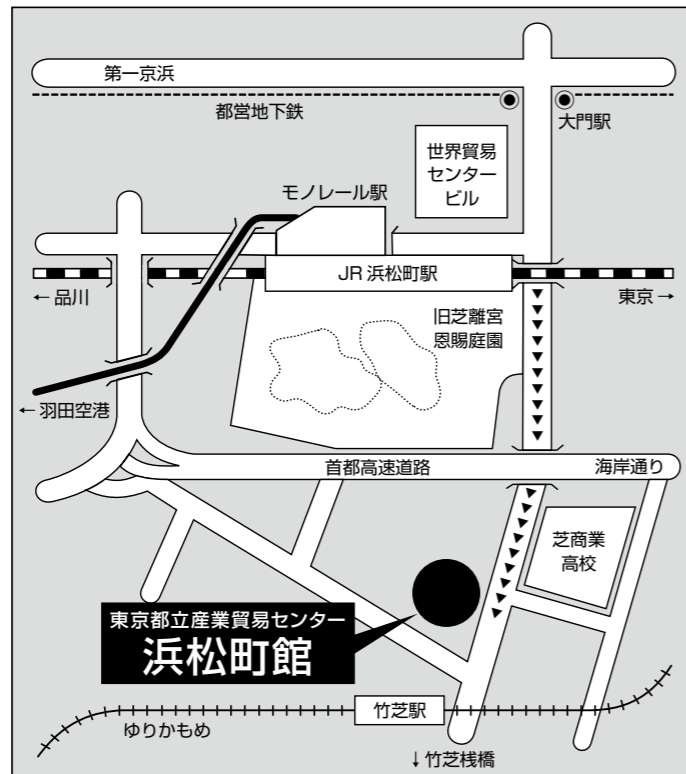 第一京浜
都営地下鉄
大門駅
世界貿易
センター
ビル
モノレール駅
JR 浜松町駅
← 品川
東京 →
旧芝離宮
恩賜庭園
← 羽田空港
首都高速道路
海岸通り
芝商業
高校
東京都立産業貿易センター
浜松町館
竹芝駅
ゆりかもめ
↓ 竹芝桟橋